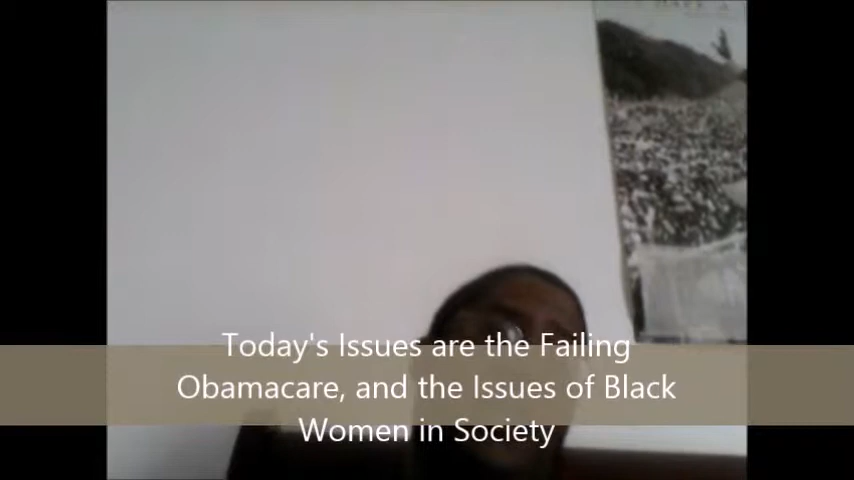 Today's Issues are the Failing
Obamacare, and the Issues of Black
Women in Society